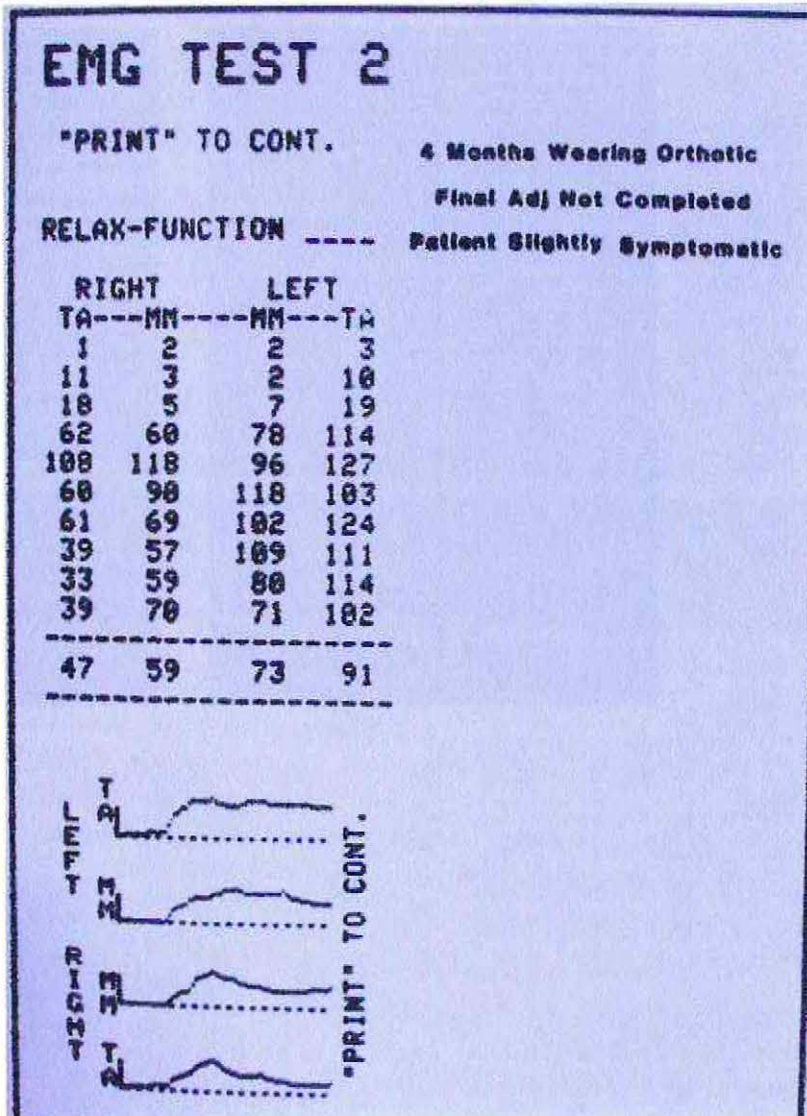 EMG TEST 2
"PRINT" TO CONT.
4 Months Wearing Orthotic
Final Adj Not Completed
RELAX-FUNCTION ----
Patient Slightly Symptomatic
RIGHT LEFT
TA---MM----MM---TA
1 2 2 3
11 3 2 10
18 5 7 19
62 60 78 114
108 118 96 127
60 90 118 103
61 69 102 124
39 57 109 111
33 59 80 114
39 70 71 102
47 59 73 91
LEFT
TA
MM
RIGHT
MM
TA
"PRINT" TO CONT.